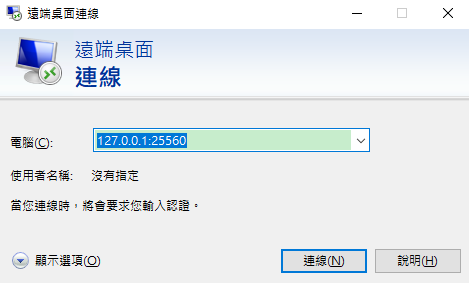 遠端桌面連線
遠端桌面
連線
電腦(C):
127.0.0.1:25560
使用者名稱: 沒有指定
當您連線時，將會要求您輸入認證。
顯示選項(O)
連線(N)
說明(H)